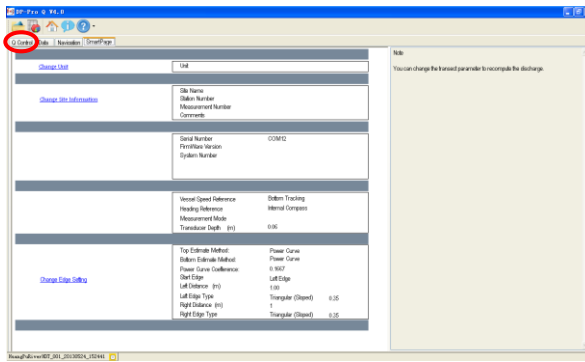 DP-Pro Q V4.0
Q Control Data Navigation SmartPage
Change Unit Unit
Change Site Information
Site Name
Station Number
Measurement Number
Comments
Serial Number COM12
FirmWare Version
System Number
Vessel Speed Reference Bottom Tracking
Heading Reference Internal Compass
Measurement Mode
Transducer Depth (m) 0.06
Top Estimate Method: Power Curve
Bottom Estimate Method: Power Curve
Power Curve Coefference: 0.1667
Change Edge Setting
Start Edge Left Edge
Left Distance (m) 1.00
Left Edge Type Triangular (Sloped) 0.35
Right Distance (m) 1
Right Edge Type Triangular (Sloped) 0.35
Note
You can change the transect parameter to recompute the discharge.